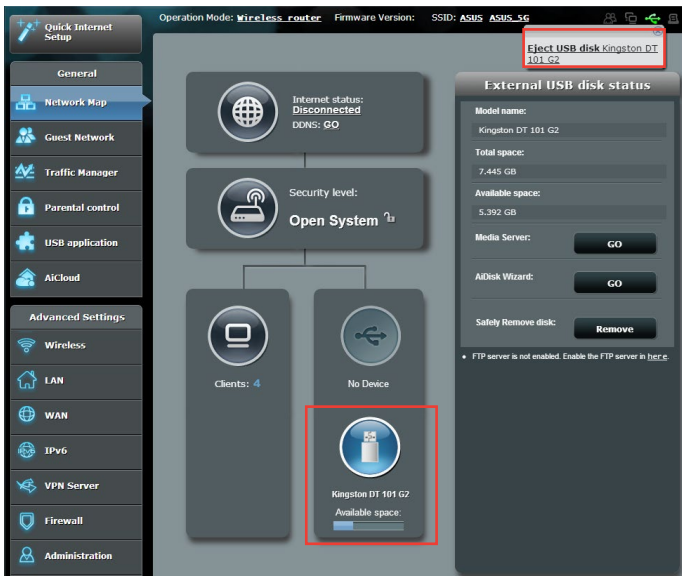 Quick Internet
Setup
Operation Mode: Wireless router Firmware Version: SSID: ASUS ASUS_5G
Eject USB disk Kingston DT
101 G2
General
Network Map
Guest Network
Traffic Manager
Parental control
USB application
AiCloud
Advanced Settings
Wireless
LAN
WAN
IPv6
VPN Server
Firewall
Administration
Internet status:
Disconnected
DDNS: GO
Security level:
Open System
Clients: 4
No Device
Kingston DT 101 G2
Available space:
External USB disk status
Model name:
Kingston DT 101 G2
Total space:
7.445 GB
Available space:
5.392 GB
Media Server: GO
AiDisk Wizard: GO
Safely Remove disk: Remove
• FTP server is not enabled. Enable the FTP server in here.